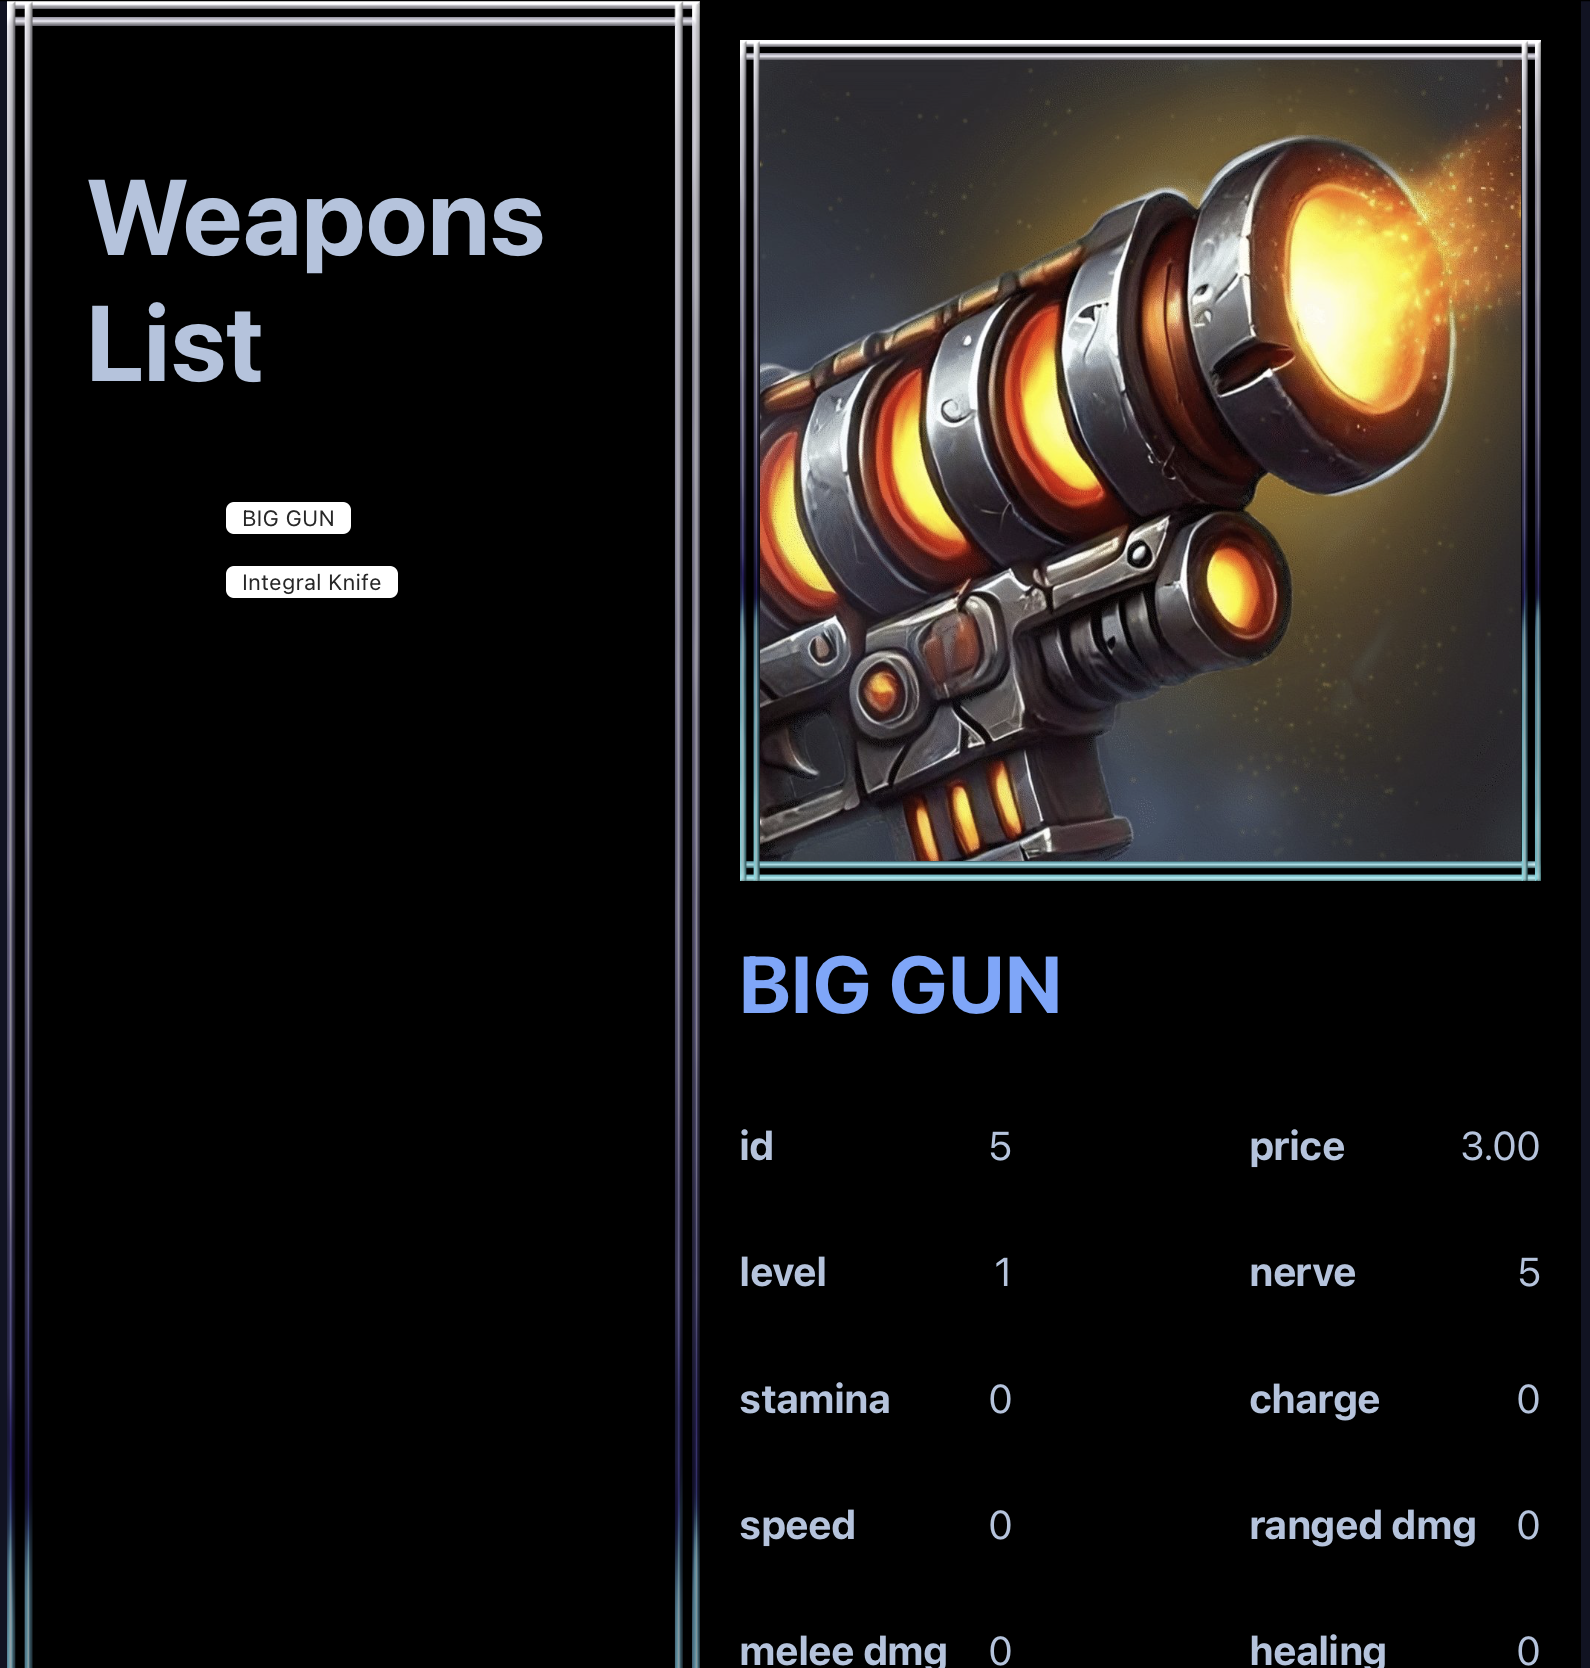 Weapons
List
BIG GUN
Integral Knife
BIG GUN
id 5 price 3.00
level 1 nerve 5
stamina 0 charge 0
speed 0 ranged dmg 0
melee dmg 0 healing 0